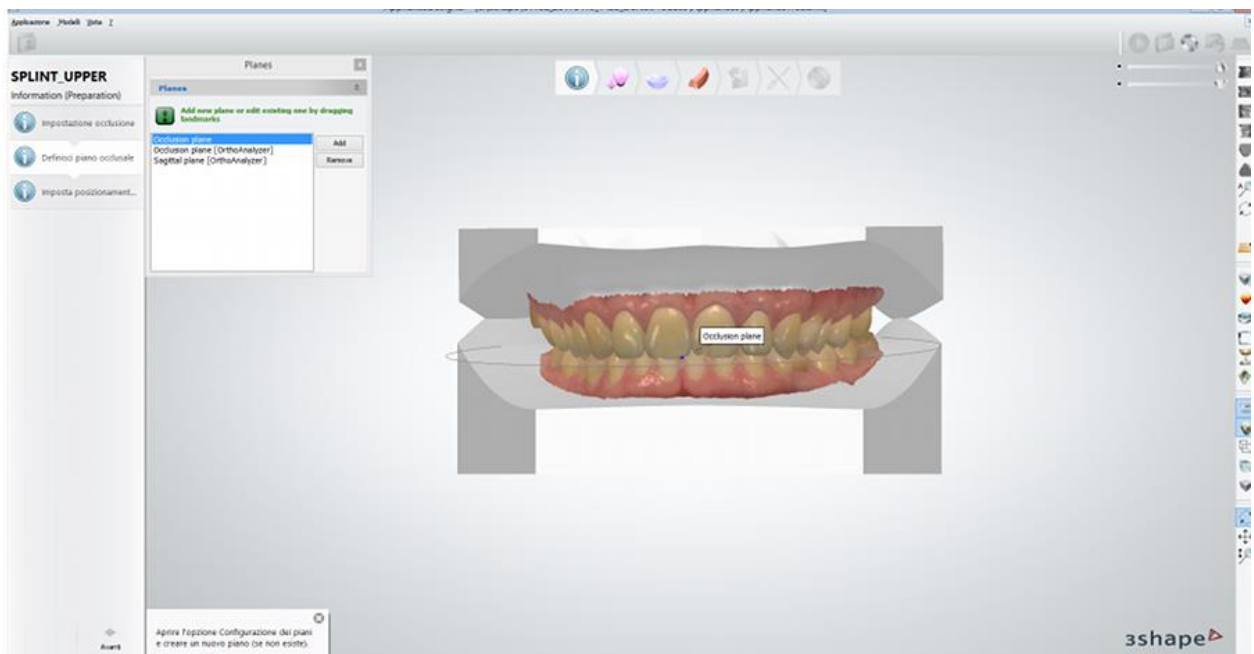 Applicazione Modelli Vista ?
SPLINT_UPPER
Information (Preparation)
Impostazione occlusione
Definisci piano occlusale
Imposta posizionament...
Avanti
Planes
Planes
Add new plane or edit existing one by dragging
landmarks
Occlusion plane
Occlusion plane [OrthoAnalyzer]
Sagittal plane [OrthoAnalyzer]
Add
Remove
Occlusion plane
Aprire l'opzione Configurazione dei piani
e creare un nuovo piano (se non esiste).
3shape